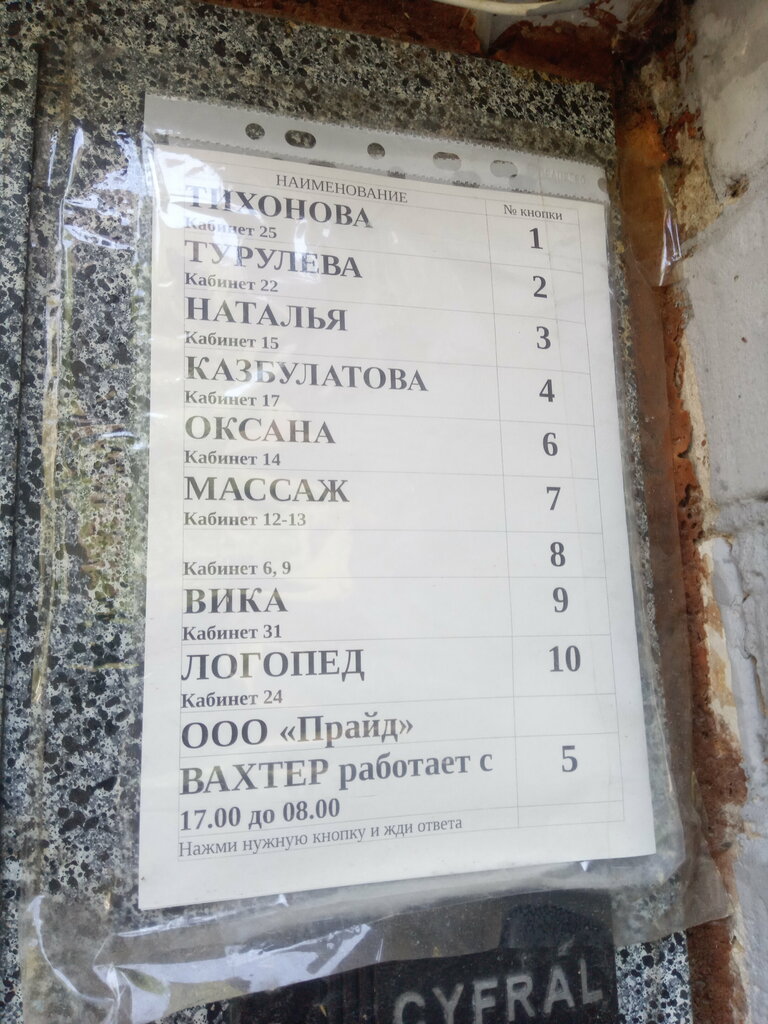 НАИМЕНОВАНИЕ № кнопки
ТИХОНОВА
Кабинет 25
1
ТУРУЛЕВА
Кабинет 22
2
НАТАЛЬЯ
Кабинет 15
3
КАЗБУЛАТОВА
Кабинет 17
4
ОКСАНА
Кабинет 14
6
МАССАЖ
Кабинет 12-13
7
Кабинет 6, 9
8
ВИКА
Кабинет 31
9
ЛОГОПЕД
Кабинет 24
10
ООО «Прайд»
ВАХТЕР работает с
17.00 до 08.00
5
Нажми нужную кнопку и жди ответа
CYFRAL